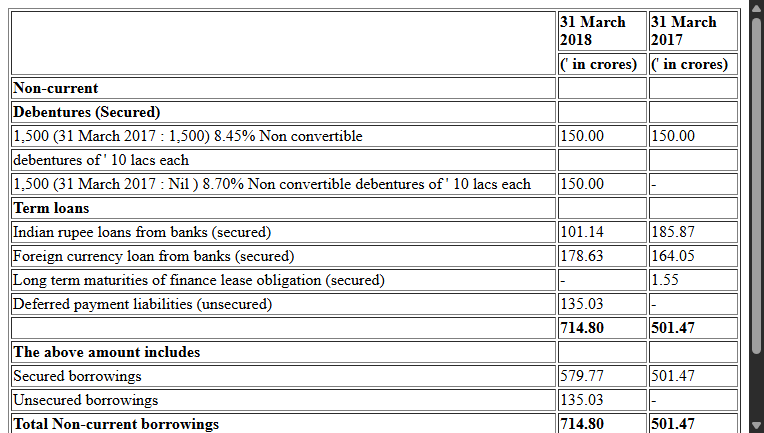 31 March 2018 31 March 2017
(' in crores) (' in crores)
Non-current
Debentures (Secured)
1,500 (31 March 2017 : 1,500) 8.45% Non convertible 150.00 150.00
debentures of ' 10 lacs each
1,500 (31 March 2017 : Nil ) 8.70% Non convertible debentures of ' 10 lacs each 150.00 -
Term loans
Indian rupee loans from banks (secured) 101.14 185.87
Foreign currency loan from banks (secured) 178.63 164.05
Long term maturities of finance lease obligation (secured) - 1.55
Deferred payment liabilities (unsecured) 135.03 -
714.80 501.47
The above amount includes
Secured borrowings 579.77 501.47
Unsecured borrowings 135.03 -
Total Non-current borrowings 714.80 501.47